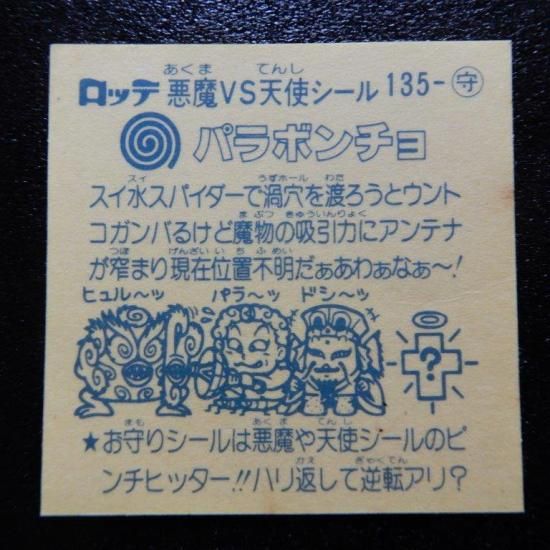 ロッテ 悪魔VS天使シール 135-守
パラボンチョ
スイ水スパイダーで渦穴を渡ろうとウント
コガンバるけど魔物の吸引力にアンテナ
が窄まり現在位置不明だぁあわぁなぁ〜!
ヒュル〜ッ パラ〜ッ ドシ〜ッ
?
★お守りシールは悪魔や天使シールのピ
ンチヒッター!!ハリ返して逆転アリ?